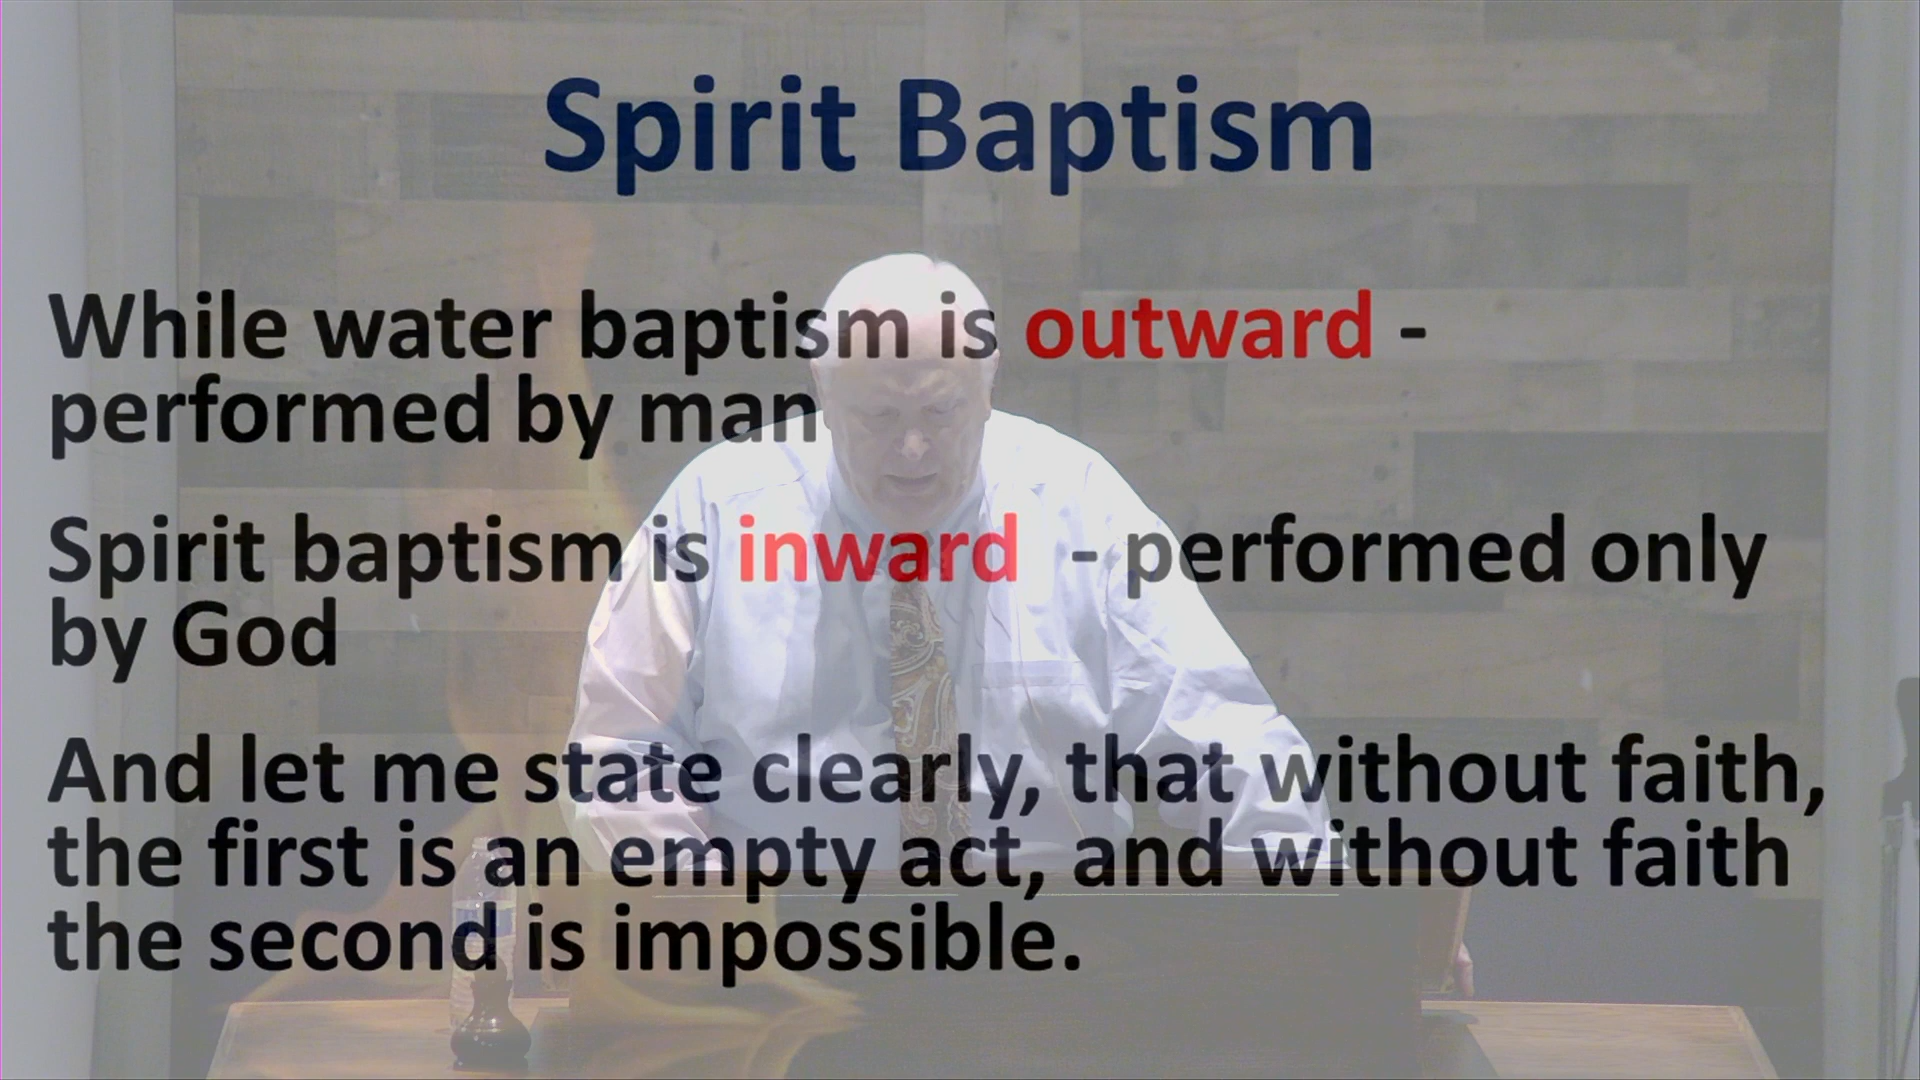 Spirit Baptism
While water baptism is outward -
performed by man
Spirit baptism is inward - performed only
by God
And let me state clearly, that without faith,
the first is an empty act, and without faith
the second is impossible.